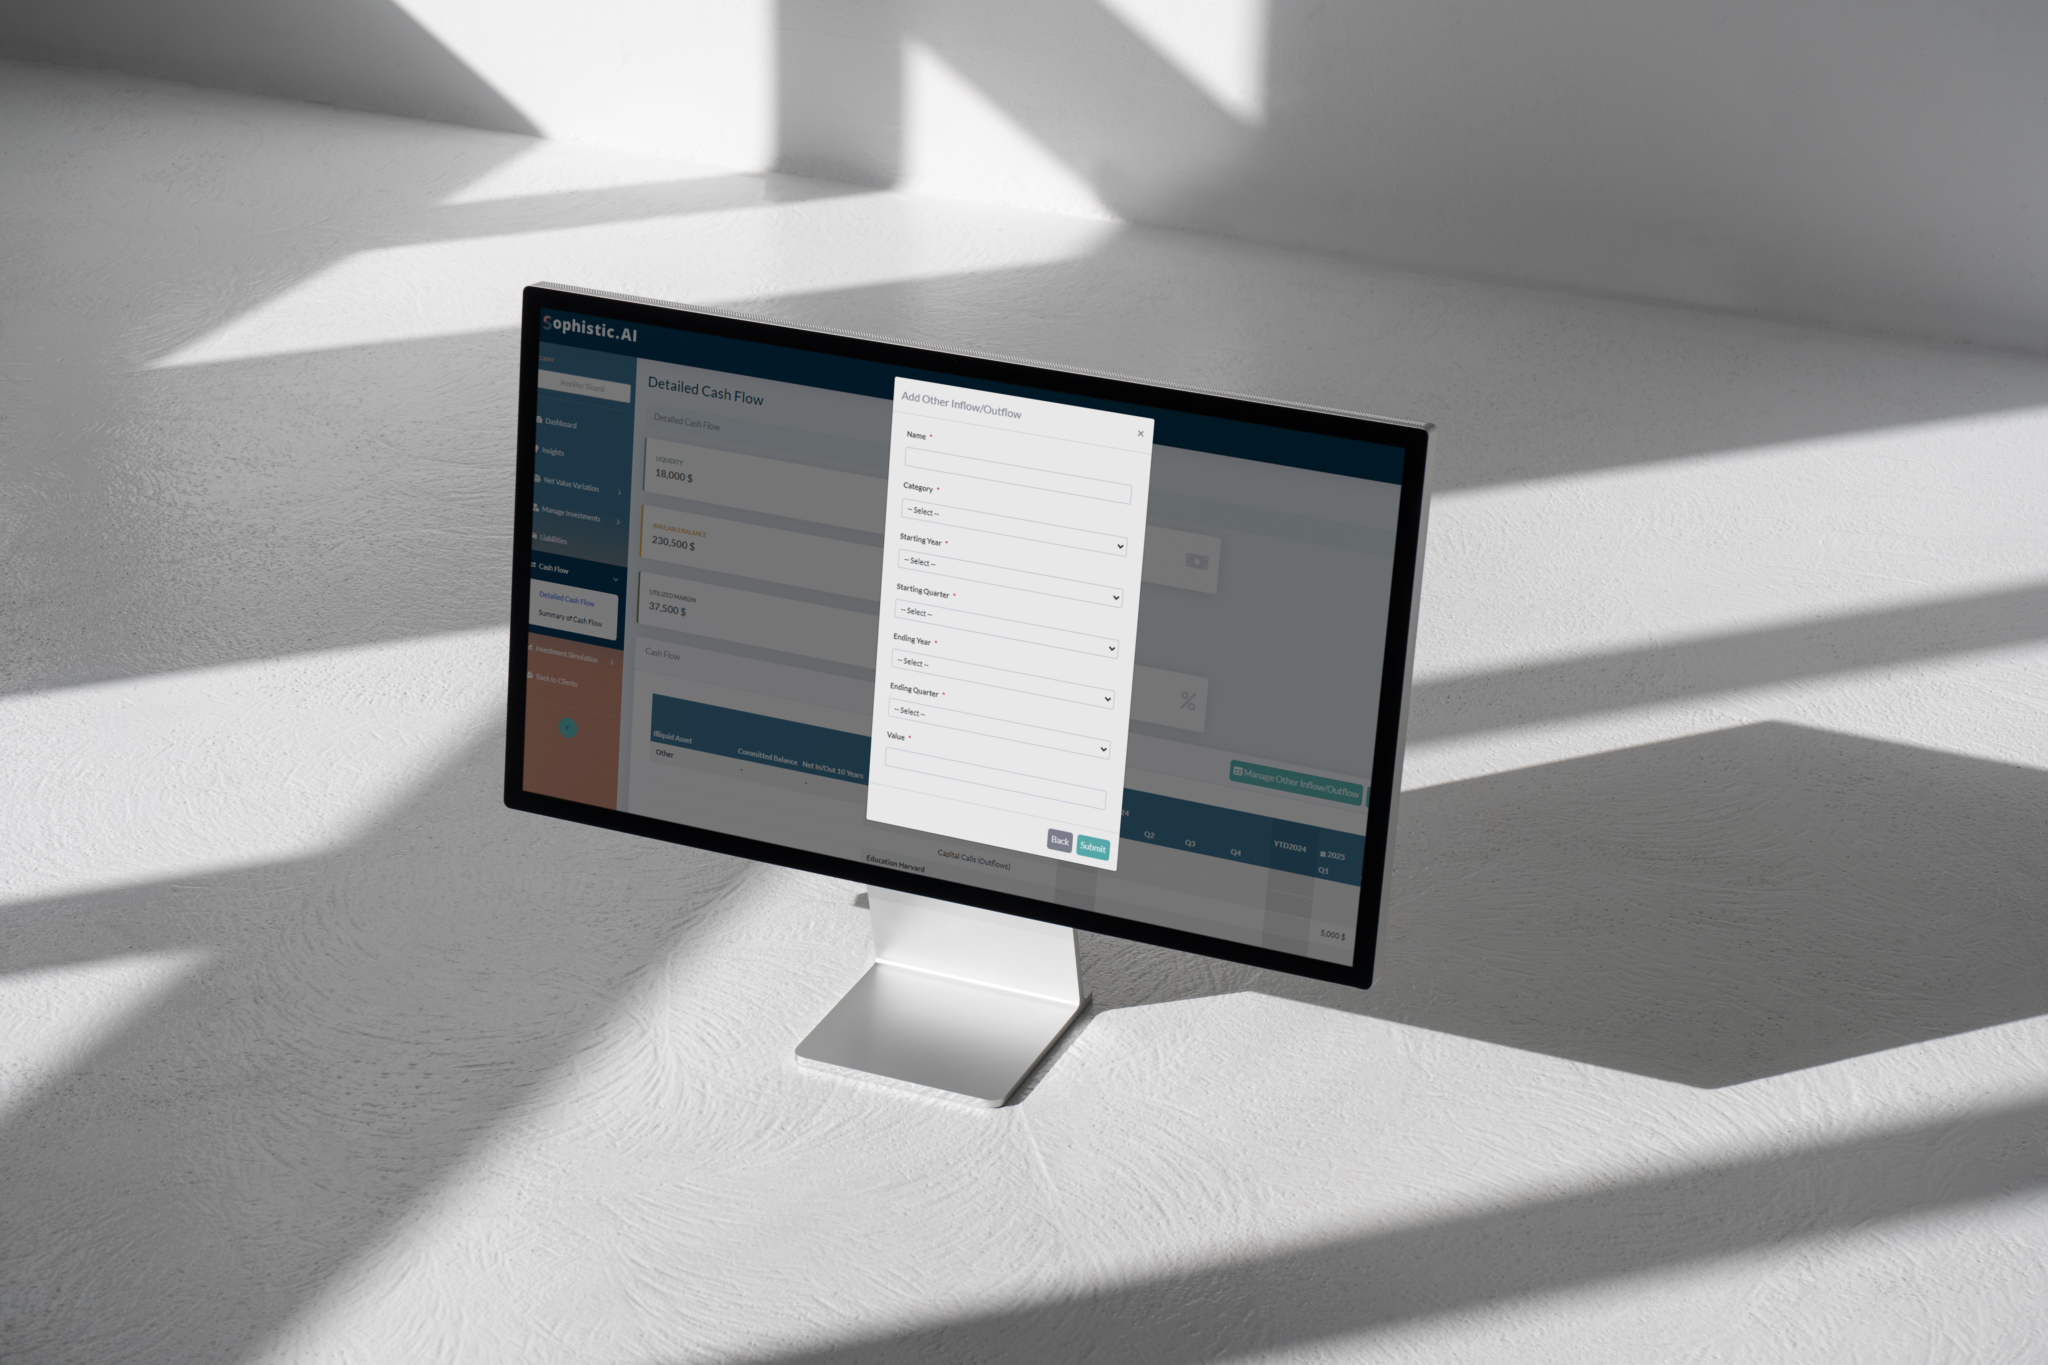 Sophistic.AI
Dashboard
Insights
Net Value Variation
Manage Investments
Liabilities
Cash Flow
Detailed Cash Flow
Summary of Cash Flow
Investment Simulation
Back to Clients
Detailed Cash Flow
Detailed Cash Flow
LIQUIDITY
18,000 $
AVAILABLE BALANCE
230,500 $
UTILIZED MARGIN
37,500 $
Cash Flow
Manage Other Inflow/Outflow
Illiquid Asset
Committed Balance
Net In/Out 10 Years
Q2
Q3
Q4
YTD2024
2025
Q1
Other
-
-
Capital Calls (Outflows)
Education Harvard
5,000 $
Add Other Inflow/Outflow
×
Name *
Category *
-- Select --
Starting Year *
-- Select --
Starting Quarter *
-- Select --
Ending Year *
-- Select --
Ending Quarter *
-- Select --
Value *
Back
Submit
%